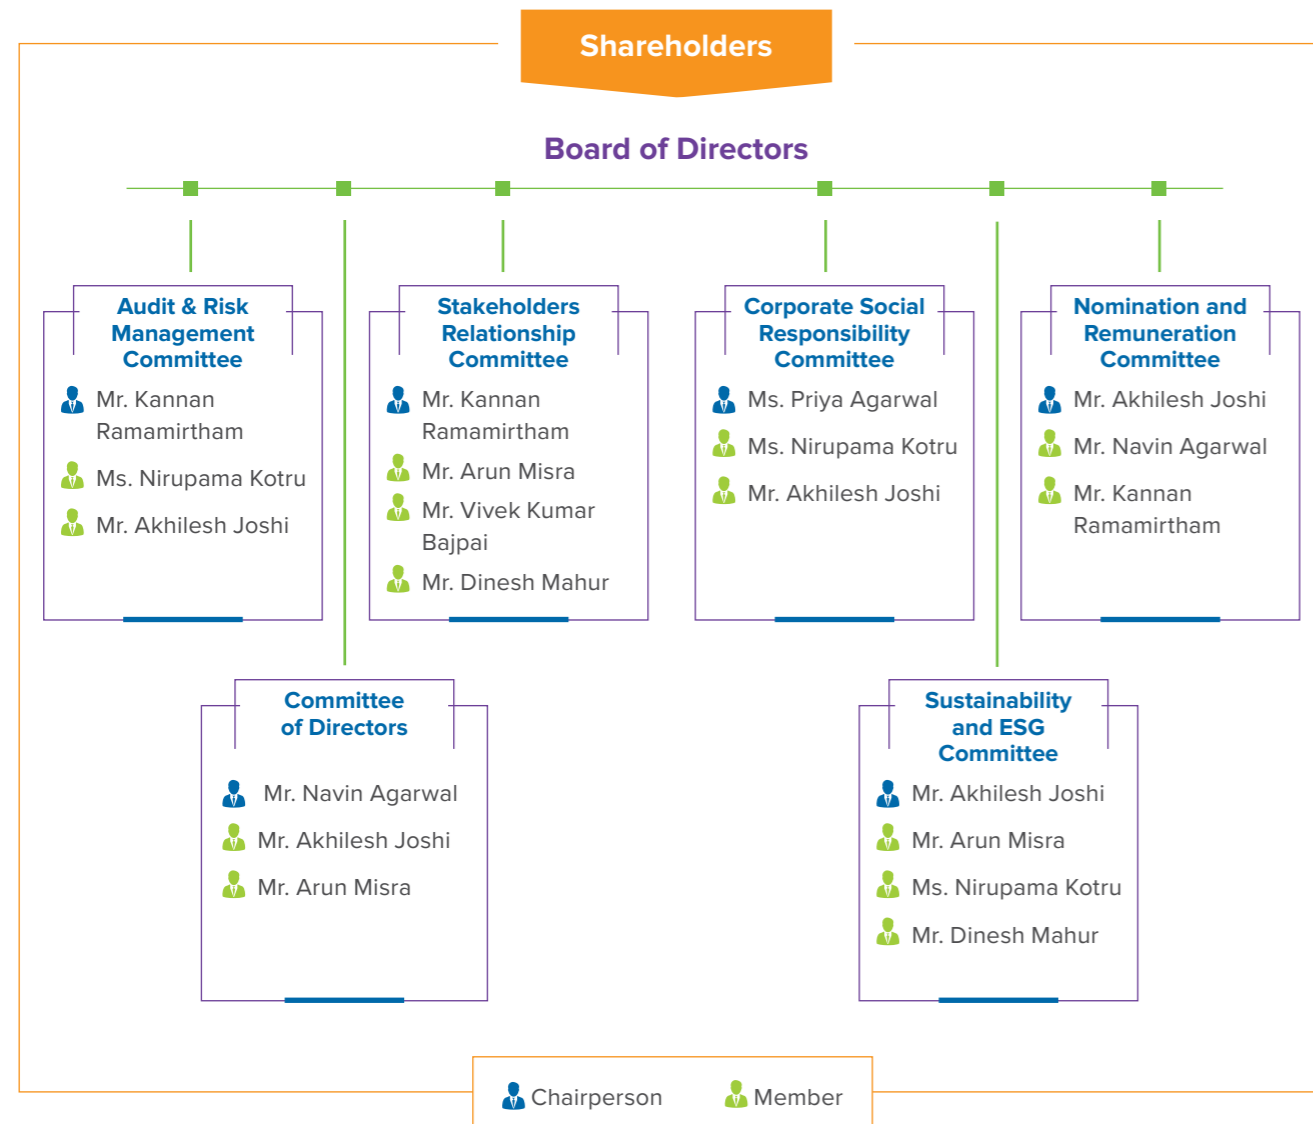 Shareholders
Board of Directors
Audit & Risk
Management
Committee
Mr. Kannan
Ramamirtham
Ms. Nirupama Kotru
Mr. Akhilesh Joshi
Stakeholders
Relationship
Committee
Mr. Kannan
Ramamirtham
Mr. Arun Misra
Mr. Vivek Kumar
Bajpai
Mr. Dinesh Mahur
Corporate Social
Responsibility
Committee
Ms. Priya Agarwal
Ms. Nirupama Kotru
Mr. Akhilesh Joshi
Nomination and
Remuneration
Committee
Mr. Akhilesh Joshi
Mr. Navin Agarwal
Mr. Kannan
Ramamirtham
Committee
of Directors
Mr. Navin Agarwal
Mr. Akhilesh Joshi
Mr. Arun Misra
Sustainability
and ESG
Committee
Mr. Akhilesh Joshi
Mr. Arun Misra
Ms. Nirupama Kotru
Mr. Dinesh Mahur
Chairperson
Member